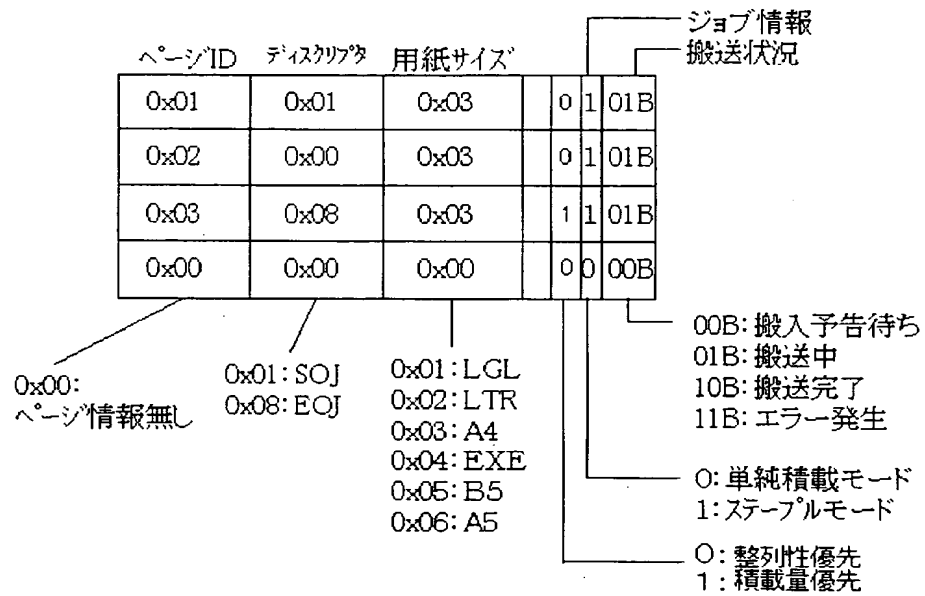 ジョブ情報
搬送状況
ページID ディスクリプタ 用紙サイズ
0x01 0x01 0x03 0 1 01B
0x02 0x00 0x03 0 1 01B
0x03 0x08 0x03 1 1 01B
0x00 0x00 0x00 0 0 00B
0x00:
ページ情報無し
0x01:SOJ
0x08:EOJ
0x01:LGL
0x02:LTR
0x03:A4
0x04:EXE
0x05:B5
0x06:A5
00B:搬入予告待ち
01B:搬送中
10B:搬送完了
11B:エラー発生
0:単純積載モード
1:ステープルモード
0:整列性優先
1:積載量優先